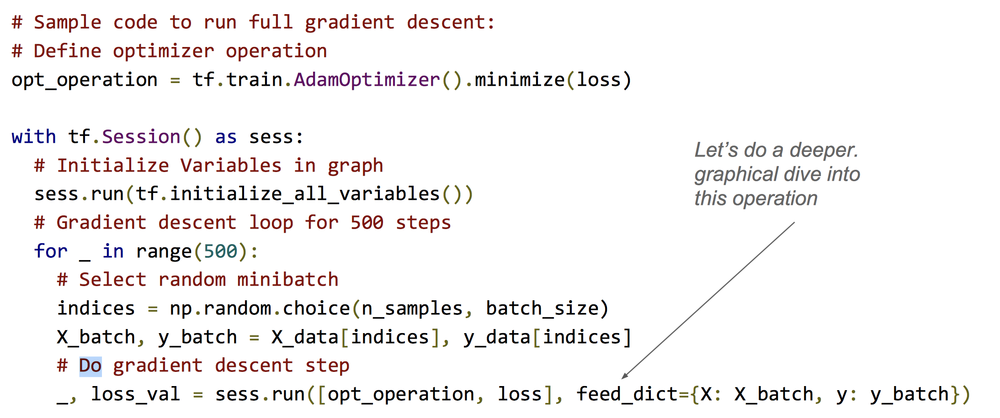 # Sample code to run full gradient descent:
# Define optimizer operation
opt_operation = tf.train.AdamOptimizer().minimize(loss)
with tf.Session() as sess:
  # Initialize Variables in graph
  sess.run(tf.initialize_all_variables())
  # Gradient descent loop for 500 steps
  for _ in range(500):
    # Select random minibatch
    indices = np.random.choice(n_samples, batch_size)
    X_batch, y_batch = X_data[indices], y_data[indices]
    # Do gradient descent step
    _, loss_val = sess.run([opt_operation, loss], feed_dict={X: X_batch, y: y_batch})
Let’s do a deeper.
graphical dive into
this operation